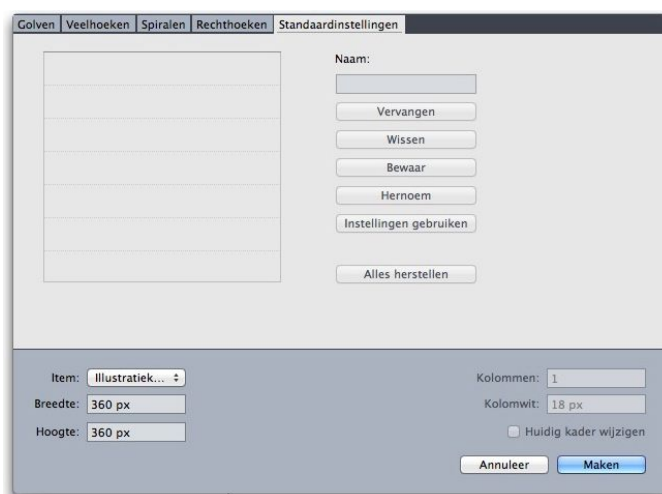 Golven Veelhoeken Spiralen Rechthoeken Standaardinstellingen
Naam:
Vervangen
Wissen
Bewaar
Hernoem
Instellingen gebruiken
Alles herstellen
Item: Illustratiek...
Breedte: 360 px
Hoogte: 360 px
Kolommen: 1
Kolomwit: 18 px
Huidig kader wijzigen
Annuleer Maken